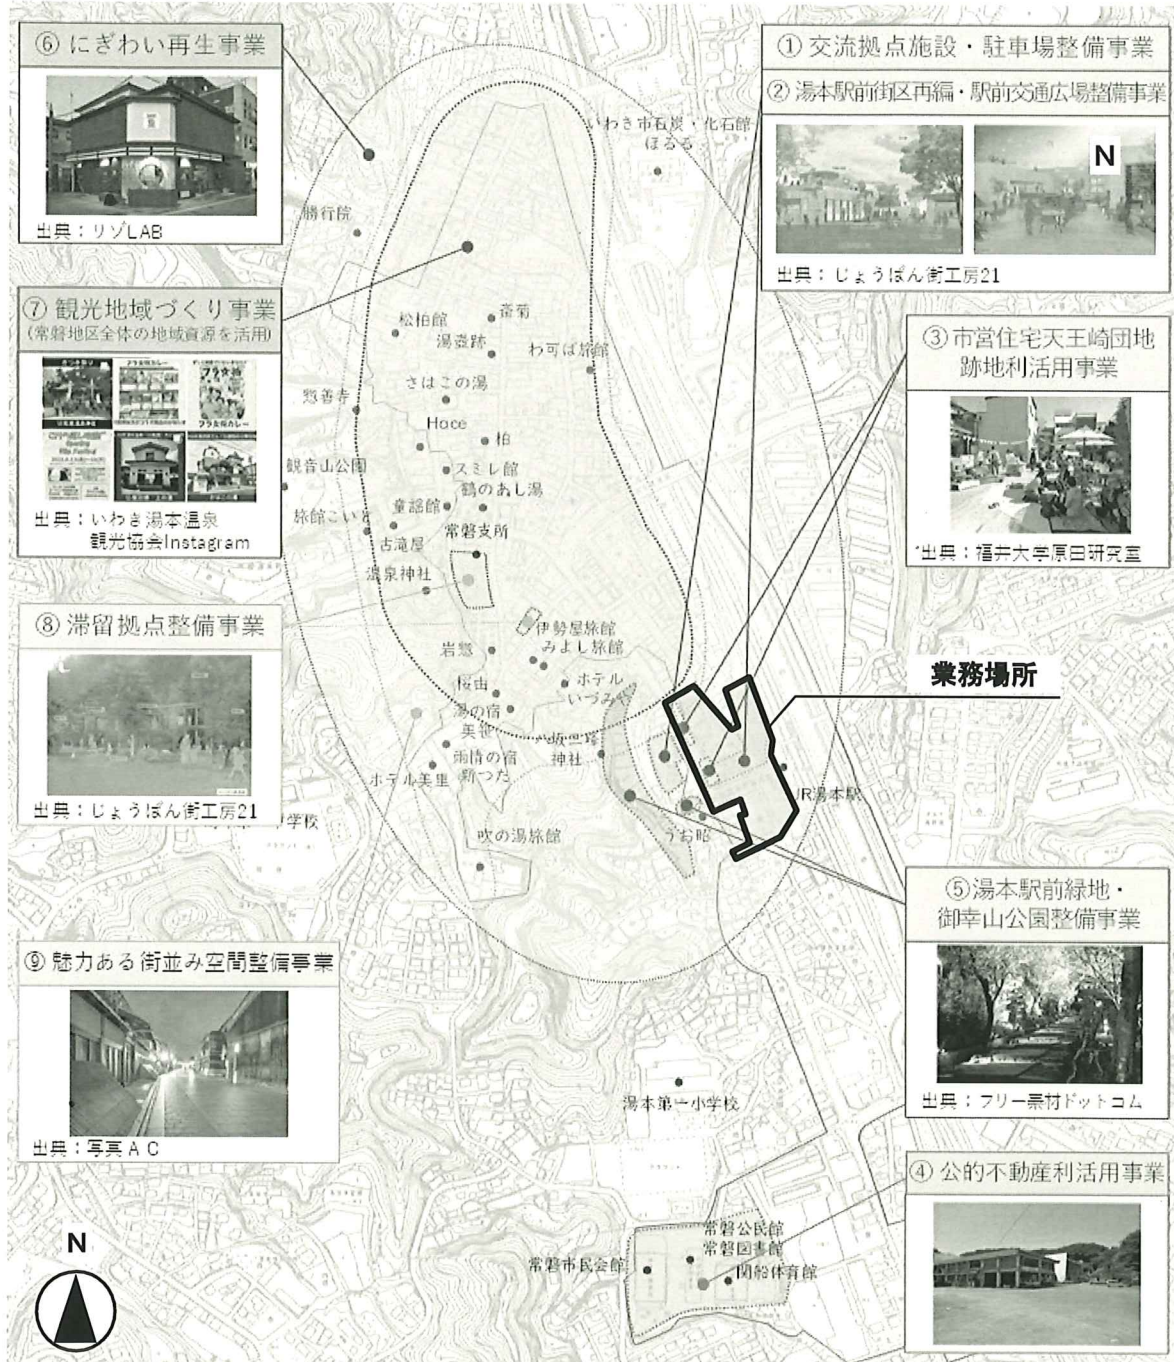 ⑥ にぎわい再生事業
出典：リゾLAB
⑦ 観光地域づくり事業
(常磐地区全体の地域資源を活用)
出典：いわき湯本温泉
観光協会Instagram
⑧ 滞留拠点整備事業
出典：じょうばん街工房21
⑨ 魅力ある街並み空間整備事業
出典：写真AC
N
① 交流拠点施設・駐車場整備事業
② 湯本駅前街区再編・駅前交通広場整備事業
N
出典：じょうばん街工房21
③ 市営住宅天王崎団地
跡地利活用事業
出典：福井大学原田研究室
業務場所
⑤湯本駅前緑地・
御幸山公園整備事業
出典：フリー素材ドットコム
④ 公的不動産利活用事業
いわき市石炭・化石館
ほるる
勝行院
斎菊
松柏館
湯壺跡
わかば旅館
さはこの湯
惣善寺
Hace
柏
観音山公園
スミレ館
鶴のあし湯
童謡館
旅館こいと
常磐支所
古滝屋
温泉神社
伊勢屋旅館
みよし旅館
岩惣
ホテル
いづみや
桜由
湯の宿
美笹
神社
雨情の宿
新つた
ホテル美里
JR湯本駅
うお昭
吹の湯旅館
学校
湯本第一小学校
常磐公民館
常磐図書館
常磐市民会館
関船体育館